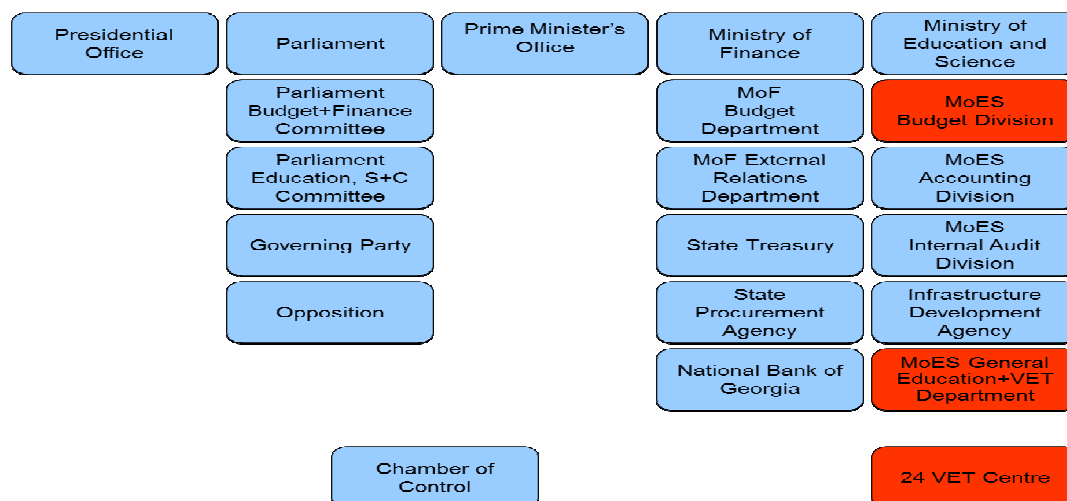 Presidential
Office
Parliament
Prime Minister's
Office
Ministry of
Finance
Ministry of
Education and
Science
Parliament
Budget+Finance
Committee
MoF
Budget
Department
MoES
Budget Division
Parliament
Education, S+C
Committee
MoF External
Relations
Department
MoES
Accounting
Division
Governing Party
State Treasury
MoES
Internal Audit
Division
Opposition
State
Procurement
Agency
Infrastructure
Development
Agency
National Bank of
Georgia
MoES General
Education+VET
Department
Chamber of
Control
24 VET Centre